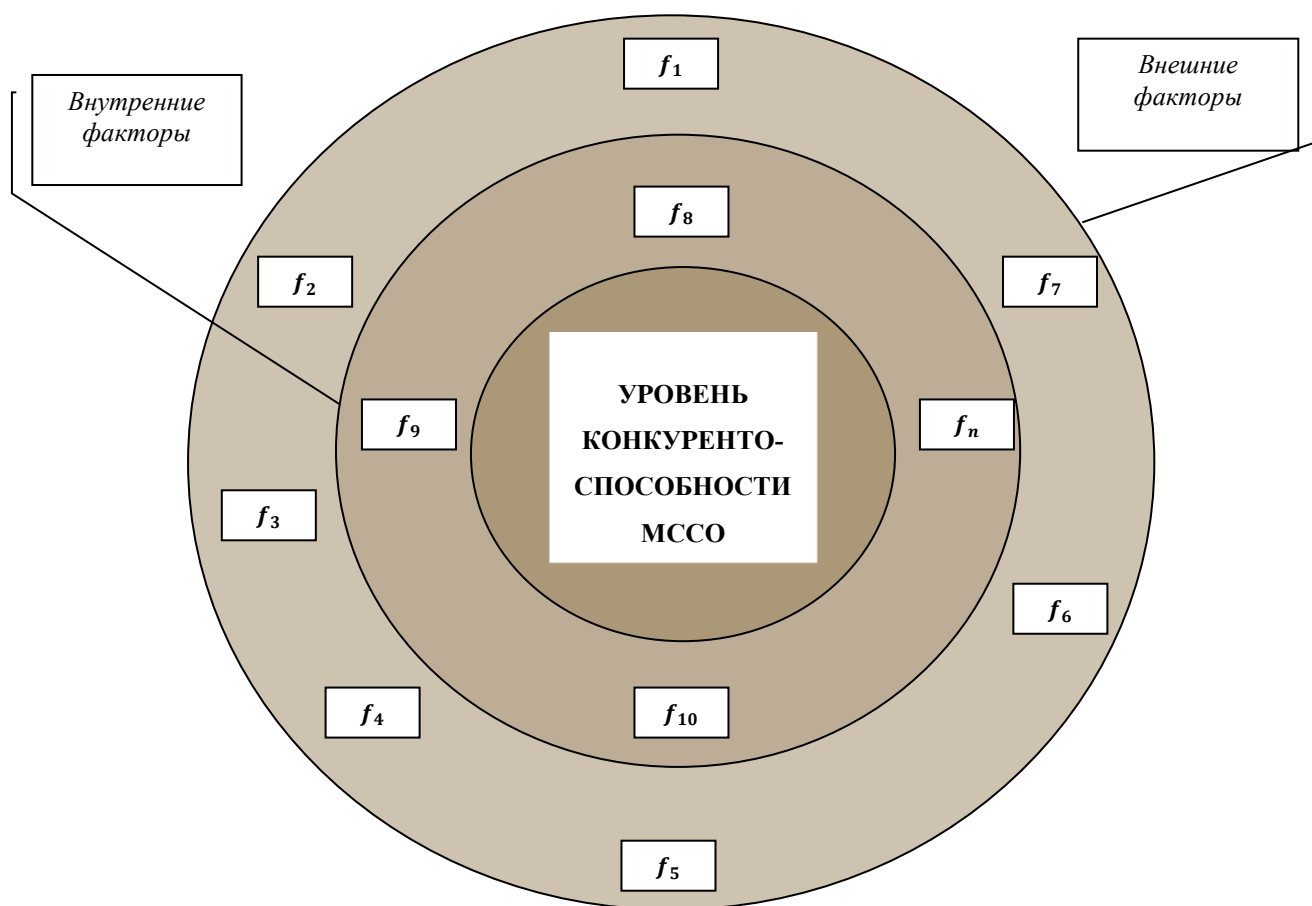 f₁
Внутренние
факторы
Внешние
факторы
f₈
f₂
f₇
УРОВЕНЬ
КОНКУРЕНТО-
СПОСОБНОСТИ
МССО
f₉
fₙ
f₃
f₆
f₄
f₁₀
f₅